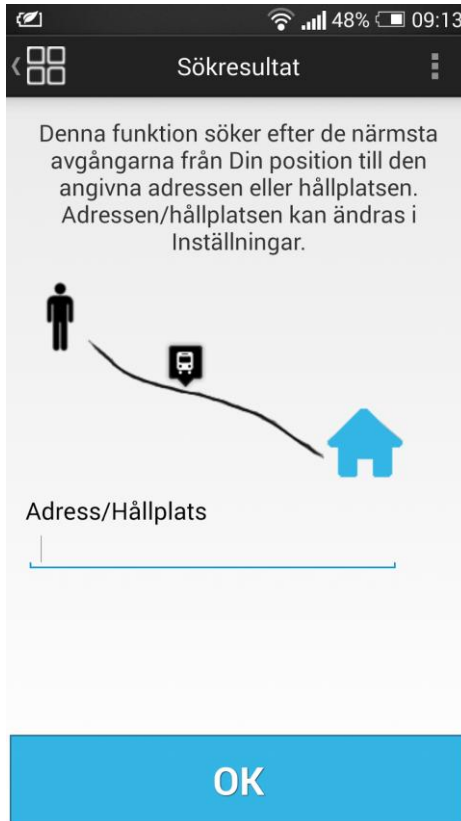 48% 09:13
Sökresultat
Denna funktion söker efter de närmsta
avgångarna från Din position till den
angivna adressen eller hållplatsen.
Adressen/hållplatsen kan ändras i
Inställningar.
Adress/Hållplats
OK